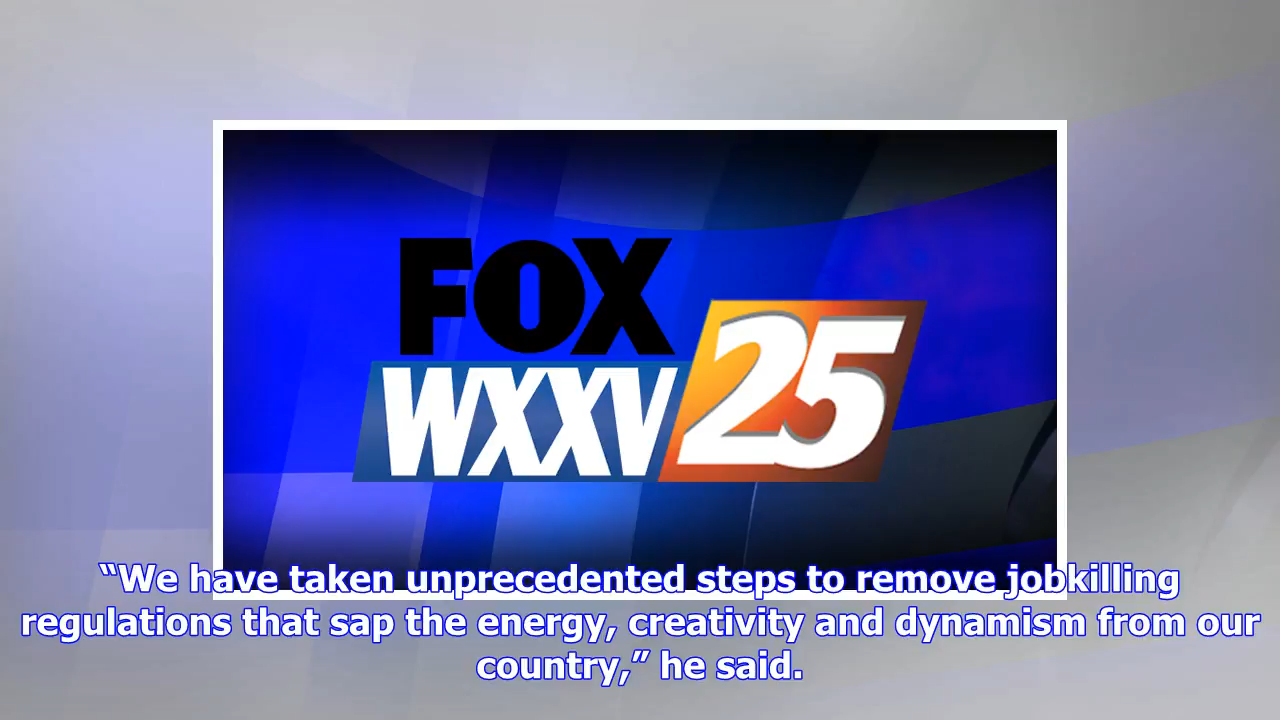 FOX
WXXV 25
“We have taken unprecedented steps to remove jobkilling
regulations that sap the energy, creativity and dynamism from our
country,” he said.